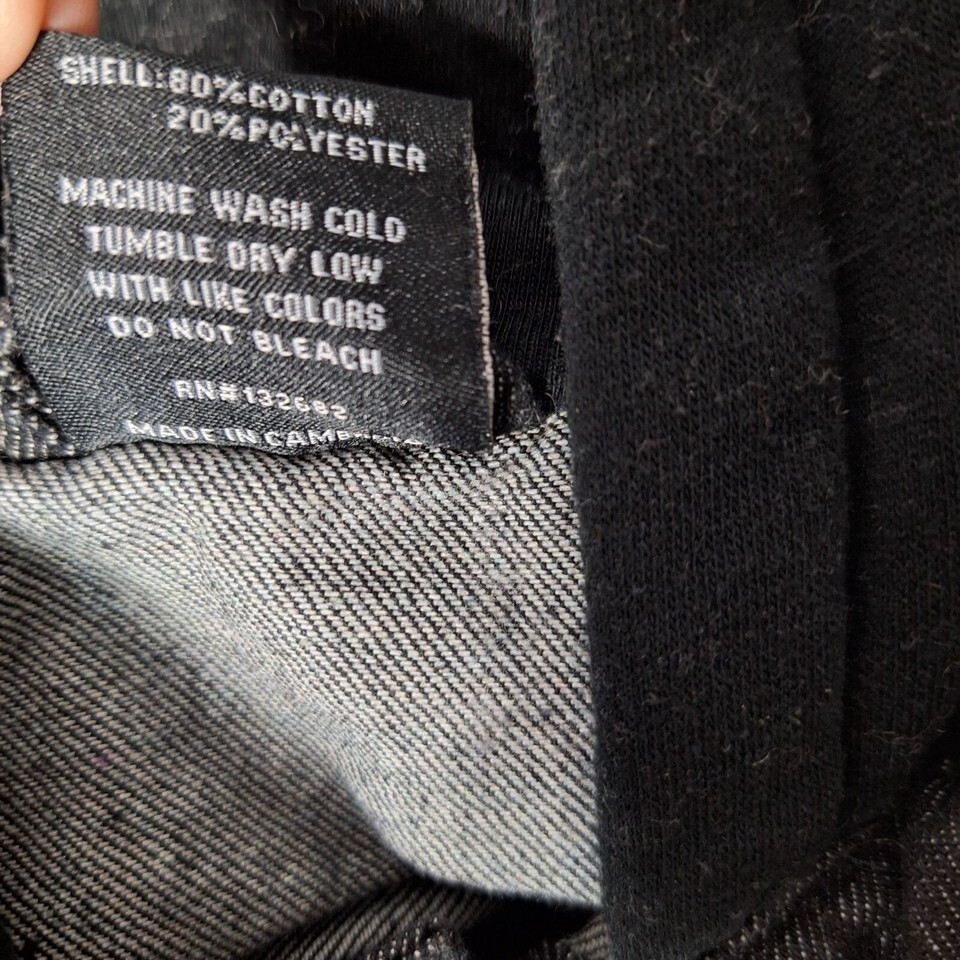 SHELL:80%COTTON
20%POLYESTER
MACHINE WASH COLD
TUMBLE DRY LOW
WITH LIKE COLORS
DO NOT BLEACH
RN#132682
MADE IN CAMBODIA